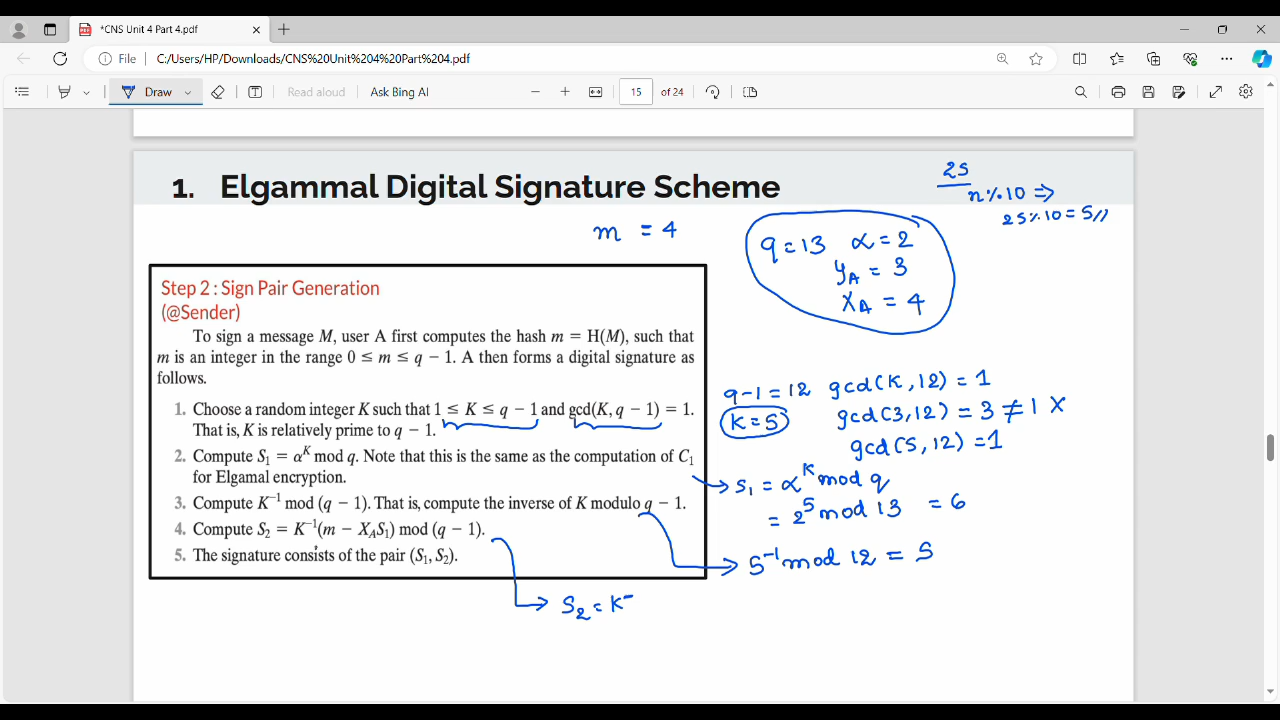 *CNS Unit 4 Part 4.pdf
File C:/Users/HP/Downloads/CNS%20Unit%204%20Part%204.pdf
Draw Read aloud Ask Bing AI 15 of 24
1. Elgammal Digital Signature Scheme
25
n%10 ⇒
25%10=5//
m = 4
q=13 α=2
yA = 3
XA = 4
Step 2 : Sign Pair Generation
(@Sender)
To sign a message M, user A first computes the hash m = H(M), such that
m is an integer in the range 0 ≤ m ≤ q − 1. A then forms a digital signature as
follows.
1. Choose a random integer K such that 1 ≤ K ≤ q − 1 and gcd(K, q − 1) = 1.
That is, K is relatively prime to q − 1.
2. Compute S₁ = α^K mod q. Note that this is the same as the computation of C₁
for Elgamal encryption.
3. Compute K⁻¹ mod (q − 1). That is, compute the inverse of K modulo q − 1.
4. Compute S₂ = K⁻¹(m − XAS₁) mod (q − 1).
5. The signature consists of the pair (S₁, S₂).
q-1=12 gcd(K,12)=1
K=5 gcd(3,12)=3≠1 X
gcd(5,12)=1
S₁ = α^K mod q
= 2⁵ mod 13 = 6
5⁻¹ mod 12 = 5
S₂ = K⁻